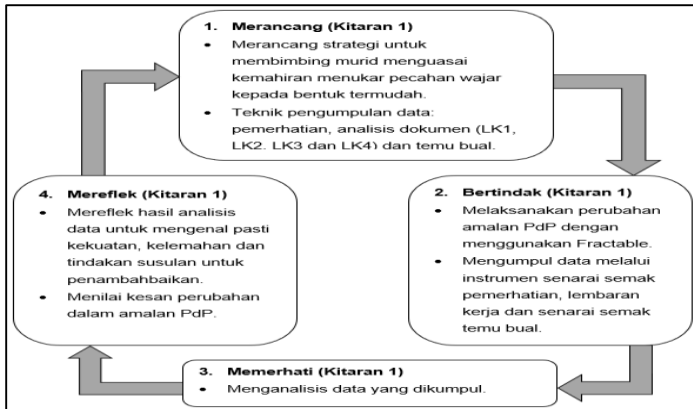 1. Merancang (Kitaran 1)
• Merancang strategi untuk
membimbing murid menguasai
kemahiran menukar pecahan wajar
kepada bentuk termudah.
• Teknik pengumpulan data:
pemerhatian, analisis dokumen (LK1,
LK2, LK3 dan LK4) dan temu bual.
2. Bertindak (Kitaran 1)
• Melaksanakan perubahan
amalan PdP dengan
menggunakan Fractable.
• Mengumpul data melalui
instrumen senarai semak
pemerhatian, lembaran
kerja dan senarai semak
temu bual.
3. Memerhati (Kitaran 1)
• Menganalisis data yang dikumpul.
4. Mereflek (Kitaran 1)
• Mereflek hasil analisis
data untuk mengenal pasti
kekuatan, kelemahan dan
tindakan susulan untuk
penambahbaikan.
• Menilai kesan perubahan
dalam amalan PdP.